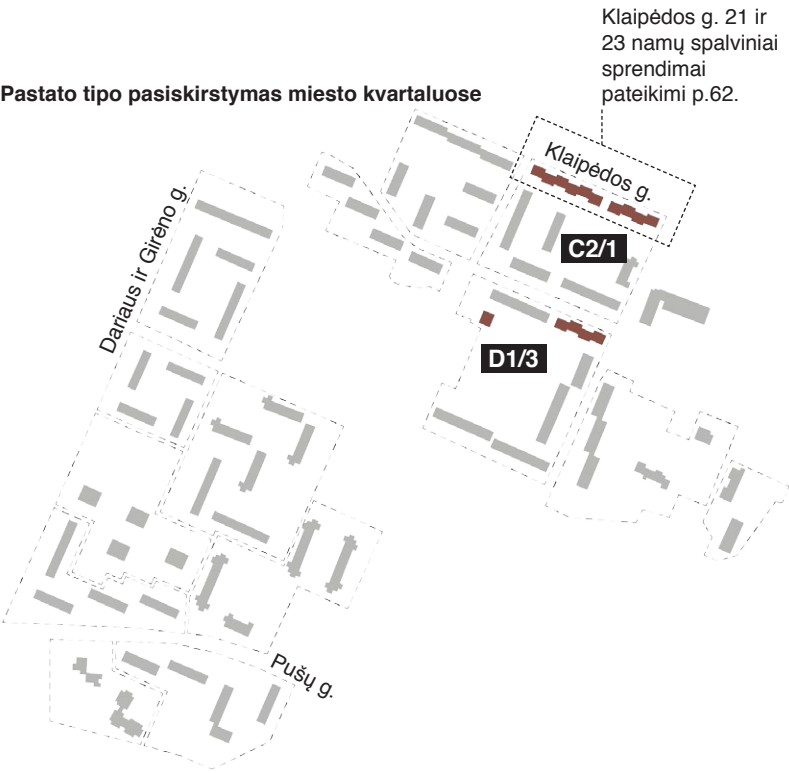 Klaipėdos g. 21 ir
23 namų spalviniai
sprendimai
pateikimi p.62.
Pastato tipo pasiskirstymas miesto kvartaluose
Klaipėdos g.
C2/1
Dariaus ir Girėno g.
D1/3
Pušų g.